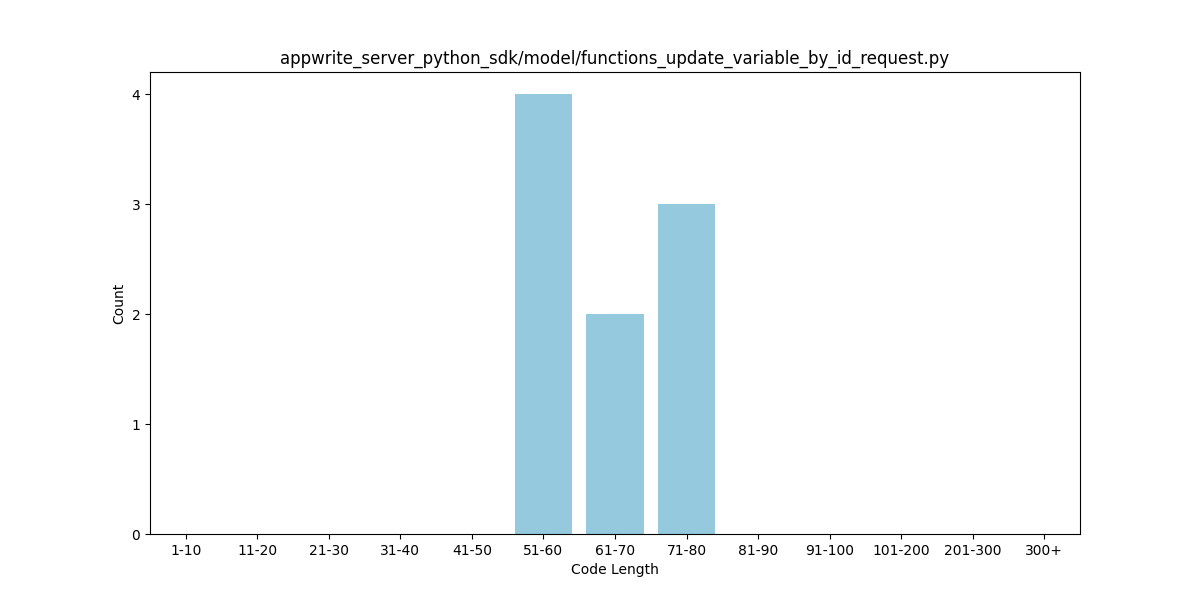 appwrite_server_python_sdk/model/functions_update_variable_by_id_request.py
4
3
2
1
0
Count
1-10 11-20 21-30 31-40 41-50 51-60 61-70 71-80 81-90 91-100 101-200 201-300 300+
Code Length